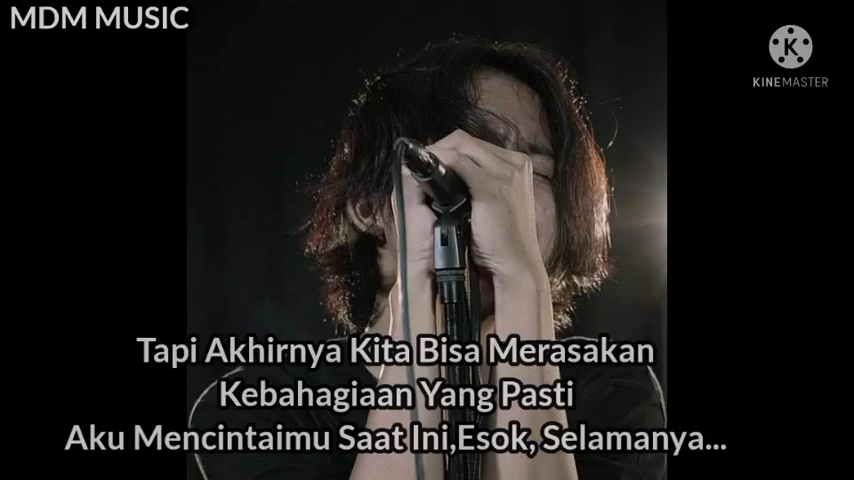 MDM MUSIC
K
KINEMASTER
Tapi Akhirnya Kita Bisa Merasakan
Kebahagiaan Yang Pasti
Aku Mencintaimu Saat Ini,Esok, Selamanya...